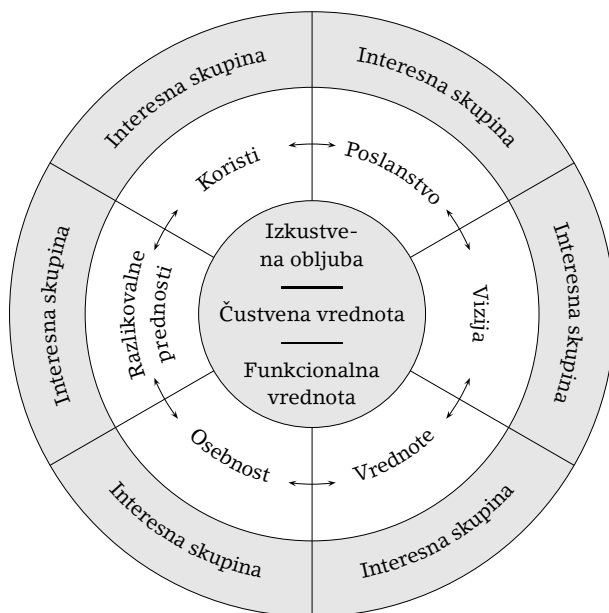 Interesna skupina
Interesna skupina
Interesna skupina
Interesna skupina
Interesna skupina
Interesna skupina
Koristi
Poslanstvo
Vizija
Vrednote
Osebnost
Razlikovalne
prednosti
Izkustve-
na obljuba
Čustvena vrednota
Funkcionalna
vrednota